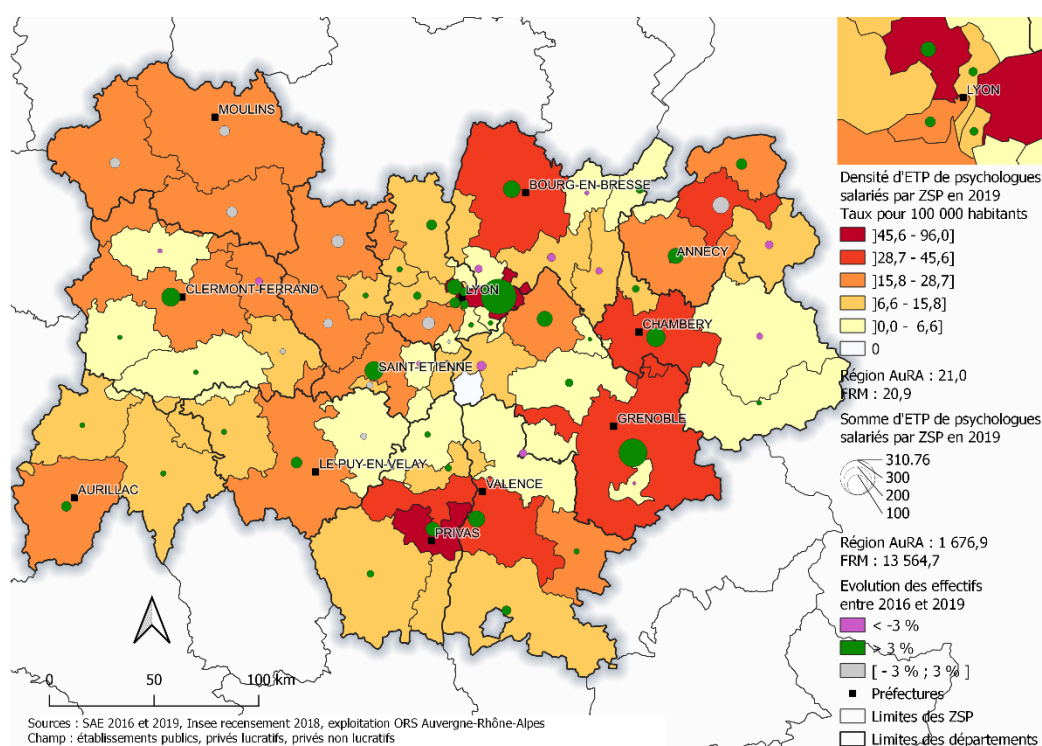 MOULINS
BOURG-EN-BRESSE
ANNECY
CLERMONT-FERRAND
LYON
CHAMBERY
SAINT-ETIENNE
GRENOBLE
LE PUY-EN-VELAY
VALENCE
AURILLAC
PRIVAS
0 50 100 km
Sources : SAE 2016 et 2019, Insee recensement 2018, exploitation ORS Auvergne-Rhône-Alpes
Champ : établissements publics, privés lucratifs, privés non lucratifs
LYON
Densité d'ETP de psychologues
salariés par ZSP en 2019
Taux pour 100 000 habitants
]45,6 - 96,0]
]28,7 - 45,6]
]15,8 - 28,7]
]6,6 - 15,8]
]0,0 - 6,6]
0
Région AuRA : 21,0
FRM : 20,9
Somme d'ETP de psychologues
salariés par ZSP en 2019
310.76
300
200
100
Région AuRA : 1 676,9
FRM : 13 564,7
Evolution des effectifs
entre 2016 et 2019
< -3 %
> 3 %
[ - 3% ; 3% ]
Préfectures
Limites des ZSP
Limites des départements